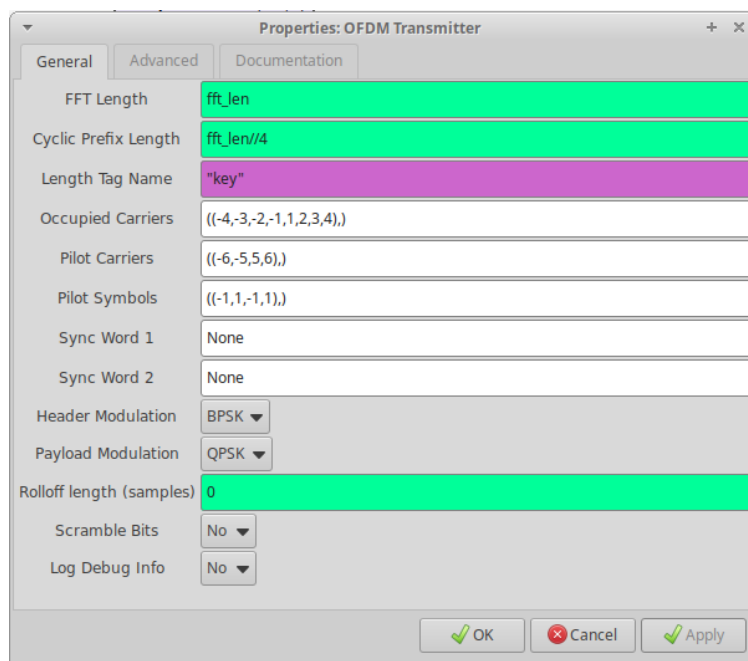 Properties: OFDM Transmitter
General Advanced Documentation
FFT Length fft_len
Cyclic Prefix Length fft_len//4
Length Tag Name "key"
Occupied Carriers ((-4,-3,-2,-1,1,2,3,4),)
Pilot Carriers ((-6,-5,5,6),)
Pilot Symbols ((-1,1,-1,1),)
Sync Word 1 None
Sync Word 2 None
Header Modulation BPSK
Payload Modulation QPSK
Rolloff length (samples) 0
Scramble Bits No
Log Debug Info No
OK Cancel Apply